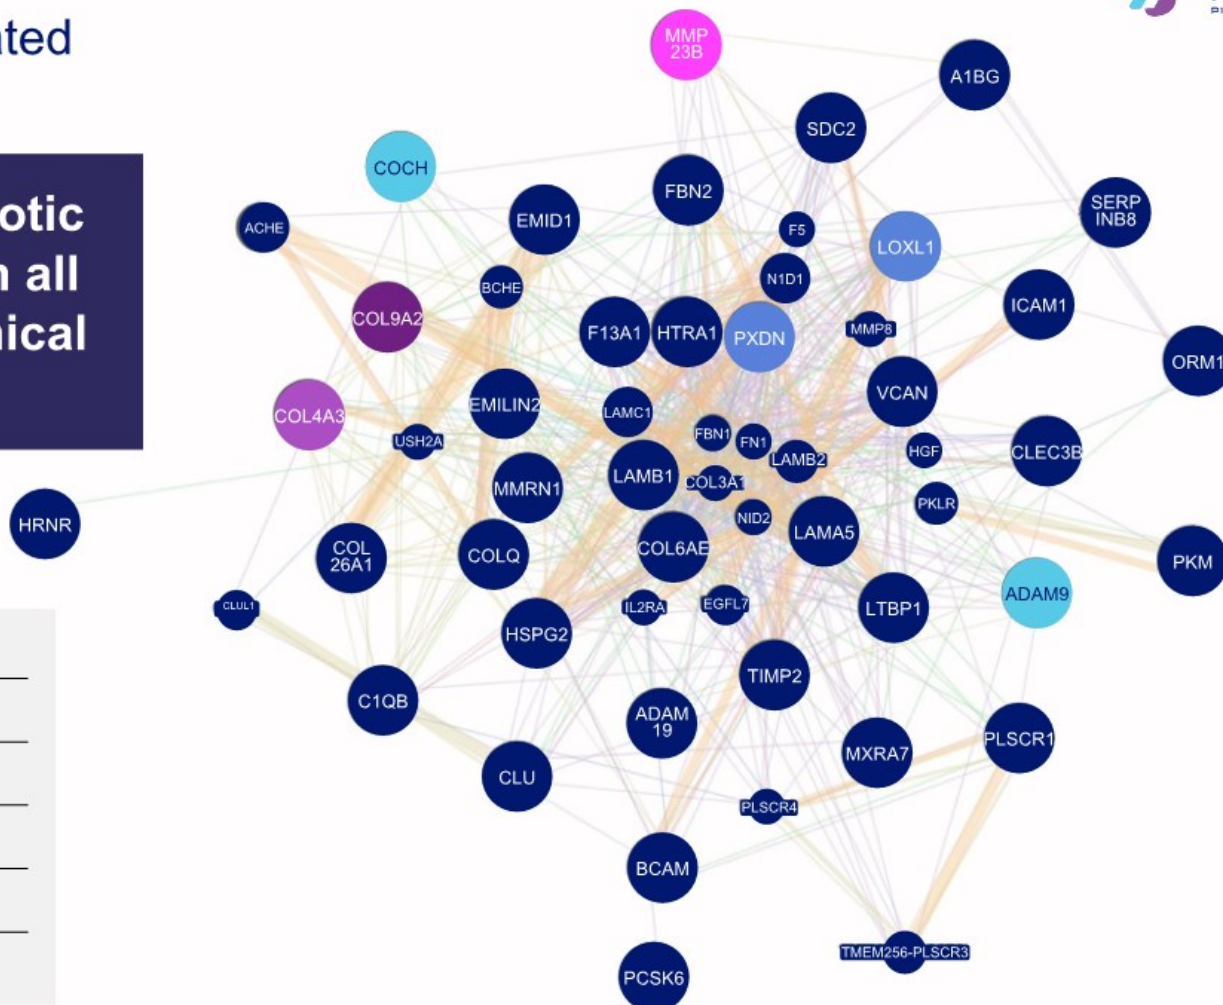 ated
otic
n all
nical
MMP
23B
A1BG
SDC2
COCH
FBN2
SERP
INB8
EMID1
ACHE
F5
LOXL1
N1D1
BCHE
ICAM1
COL9A2
F13A1
HTRA1
PXDN
MMP8
ORM1
VCAN
EMILIN2
COL4A3
LAMC1
USH2A
FBN1
FN1
HGF
CLEC3B
LAMB2
LAMB1
COL3A1
MMRN1
PKLR
NID2
HRNR
LAMA5
COL6AE
COLQ
COL
26A1
PKM
ADAM9
CLUL1
IL2RA
EGFL7
LTBP1
HSPG2
TIMP2
C1QB
ADAM
19
PLSCR1
MXRA7
CLU
PLSCR4
BCAM
TMEM256-PLSCR3
PCSK6